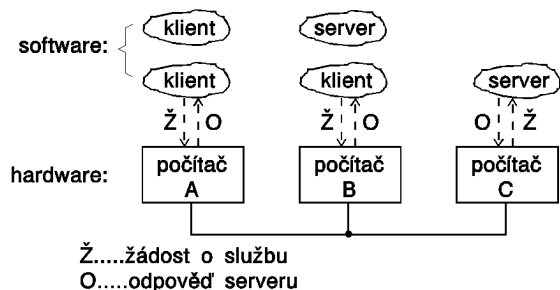 klient server
software:
klient klient server
Ž O Ž O O Ž
hardware: počítač počítač počítač
A B C
Ž.....žádost o službu
O.....odpověď serveru